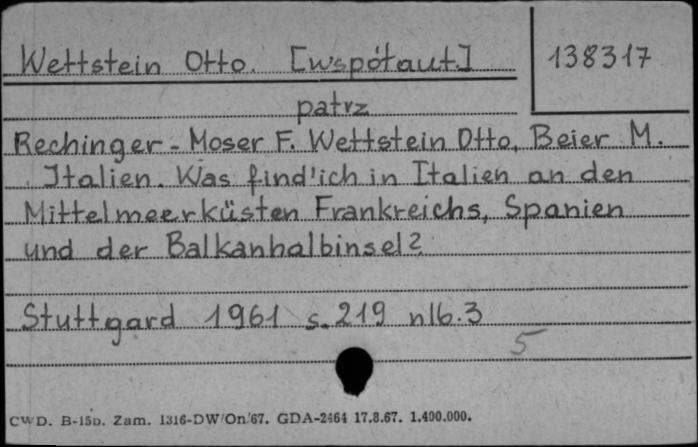 Wettstein Otto. [współaut.]
138317
patrz
Rechinger-Moser F. Wettstein Otto, Beier M.
Italien. Was find'ich in Italien an den
Mittelmeerküsten Frankreichs, Spanien
und der Balkanhalbinsel?
Stuttgard 1961 s. 219 nlb. 3
5
CWD. B-15b. Zam. 1316-DW/On/67. GDA-2464 17.8.67. 1.400.000.